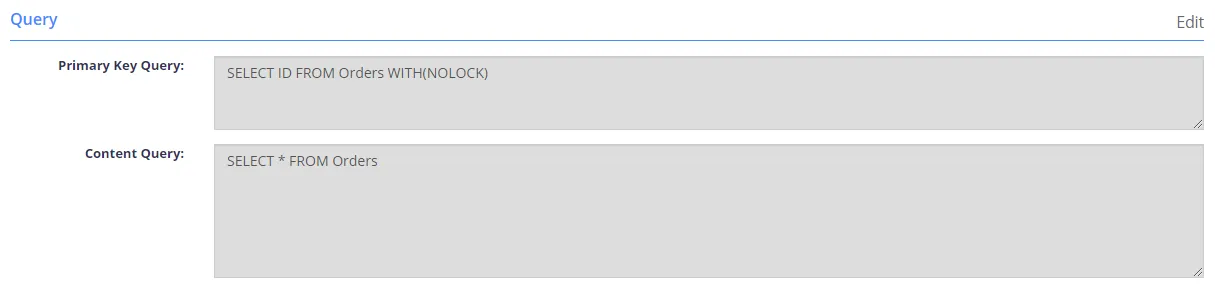 Query
Edit
Primary Key Query:
SELECT ID FROM Orders WITH(NOLOCK)
Content Query:
SELECT * FROM Orders